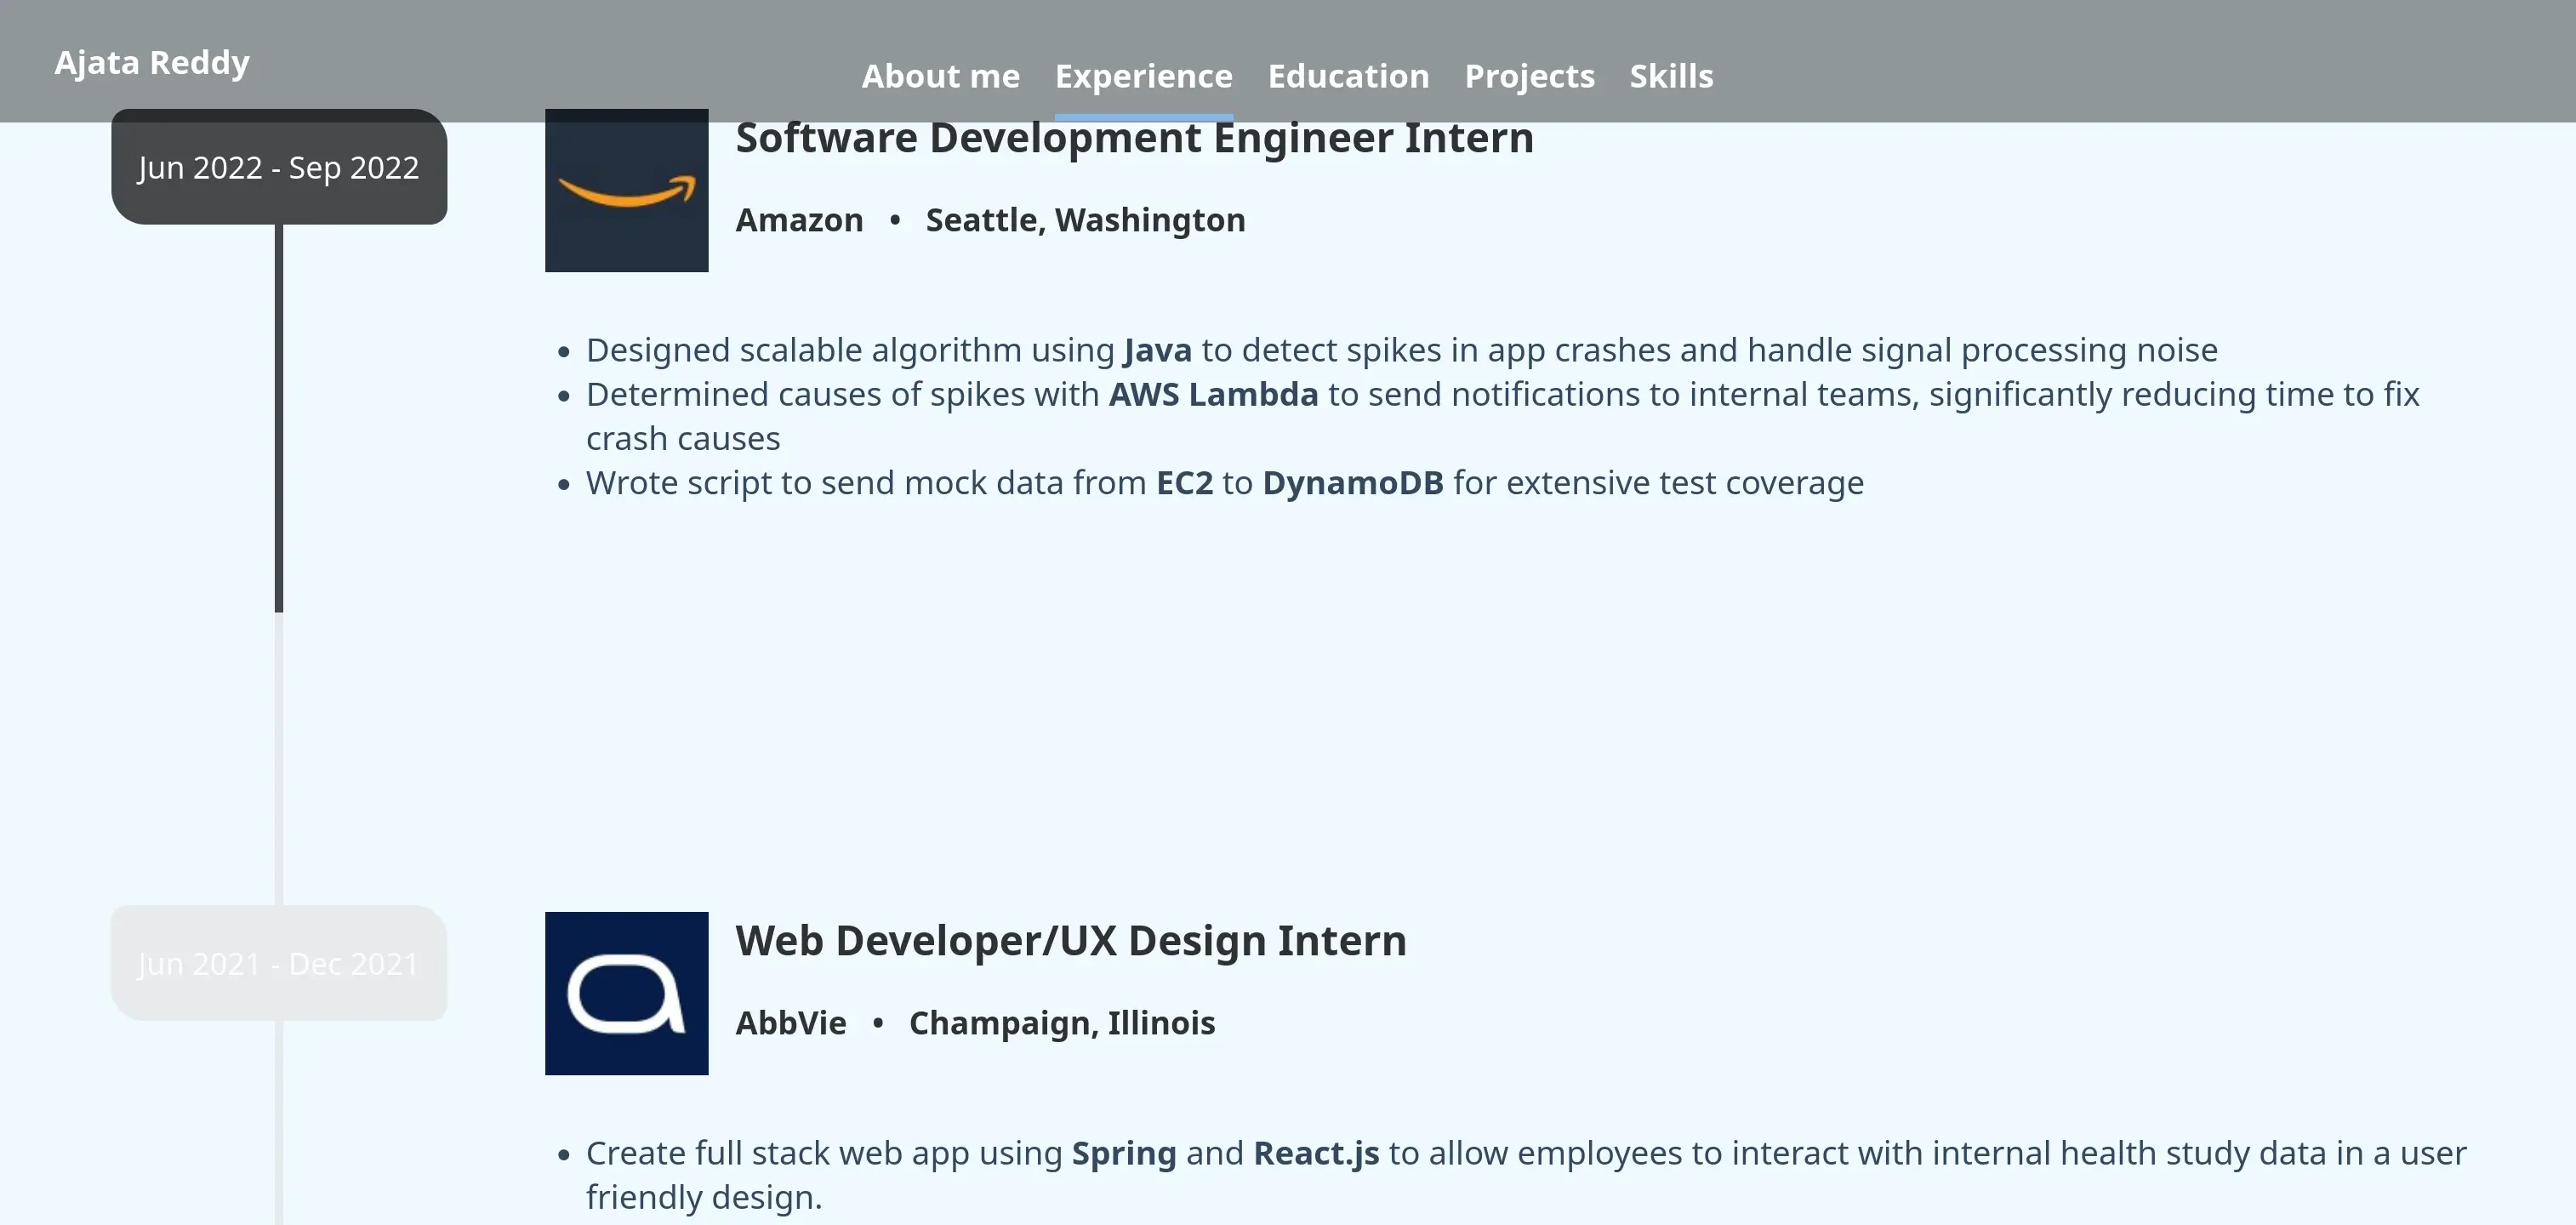 Ajata Reddy
About me Experience Education Projects Skills
Jun 2022 - Sep 2022
Software Development Engineer Intern
Amazon • Seattle, Washington
• Designed scalable algorithm using Java to detect spikes in app crashes and handle signal processing noise
• Determined causes of spikes with AWS Lambda to send notifications to internal teams, significantly reducing time to fix
crash causes
• Wrote script to send mock data from EC2 to DynamoDB for extensive test coverage
Jun 2021 - Dec 2021
Web Developer/UX Design Intern
AbbVie • Champaign, Illinois
• Create full stack web app using Spring and React.js to allow employees to interact with internal health study data in a user
friendly design.